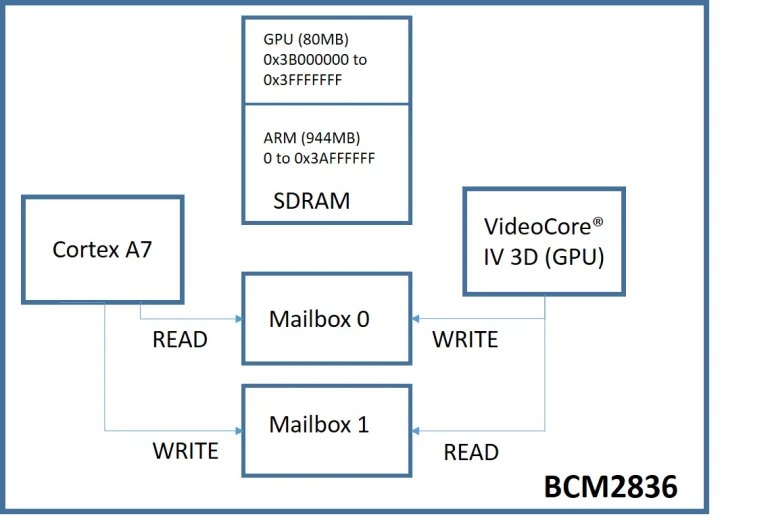 GPU (80MB)
0x3B000000 to
0x3FFFFFFF
ARM (944MB)
0 to 0x3AFFFFFF
SDRAM
Cortex A7
VideoCore®
IV 3D (GPU)
Mailbox 0
READ
WRITE
Mailbox 1
WRITE
READ
BCM2836